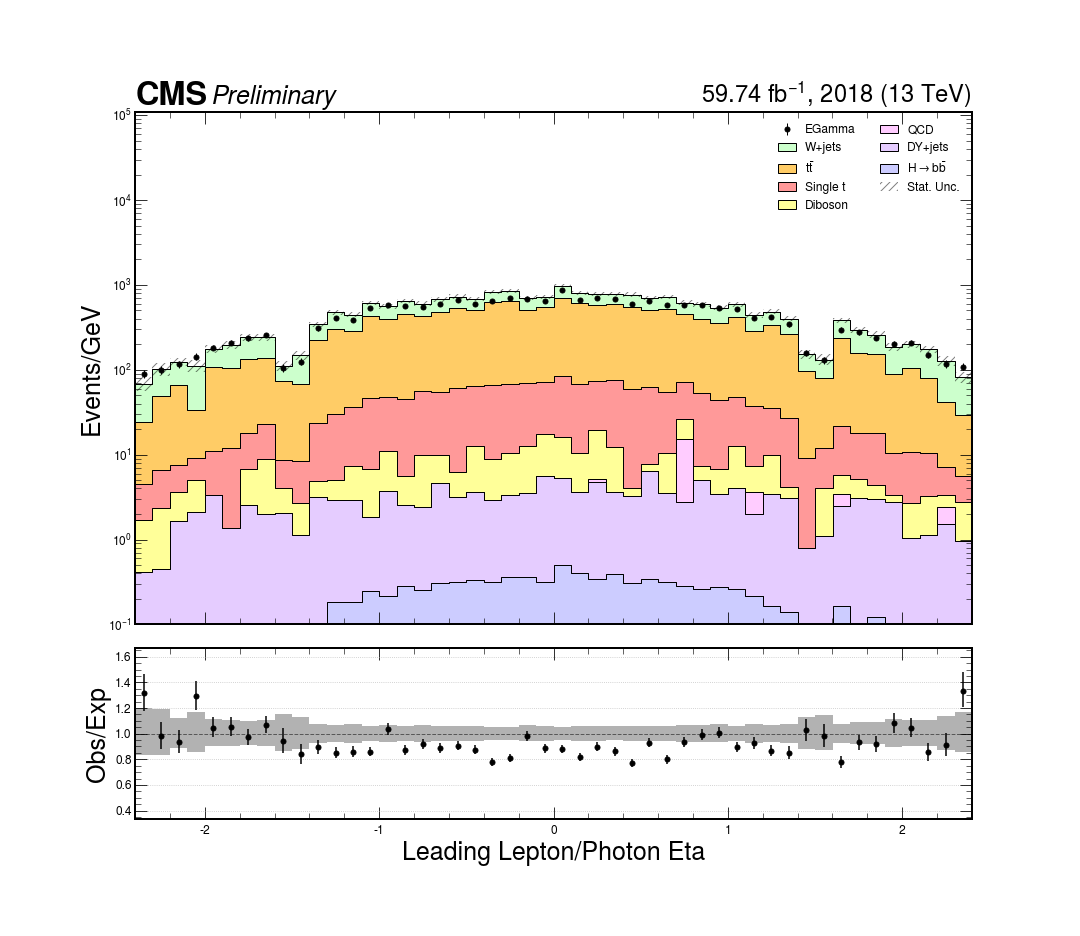 CMS Preliminary
59.74 fb⁻¹, 2018 (13 TeV)
Events/GeV
10⁵
10⁴
10³
10²
10¹
10⁰
10⁻¹
EGamma
W+jets
tt̄
Single t
Diboson
QCD
DY+jets
H→bb̄
Stat. Unc.
Obs/Exp
1.6
1.4
1.2
1.0
0.8
0.6
0.4
-2 -1 0 1 2
Leading Lepton/Photon Eta